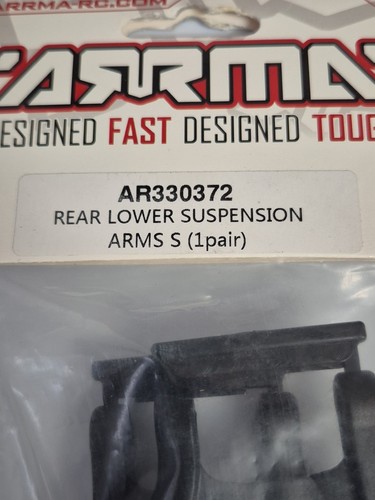 ARRMA-RC.COM
ARRMA
DESIGNED FAST DESIGNED TOUGH
AR330372
REAR LOWER SUSPENSION
ARMS S (1pair)